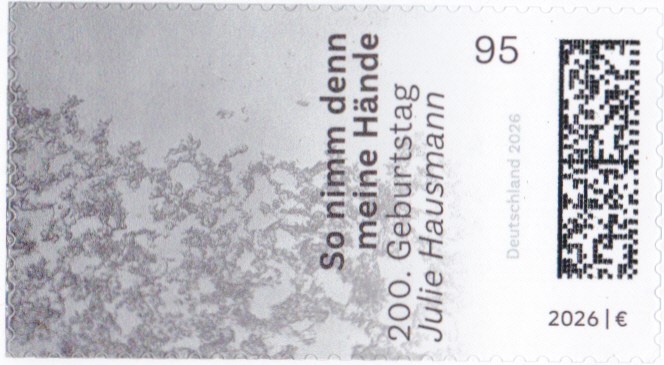 So nimm denn
meine Hände
200. Geburtstag
Julie Hausmann
95
Deutschland 2026
2026|€